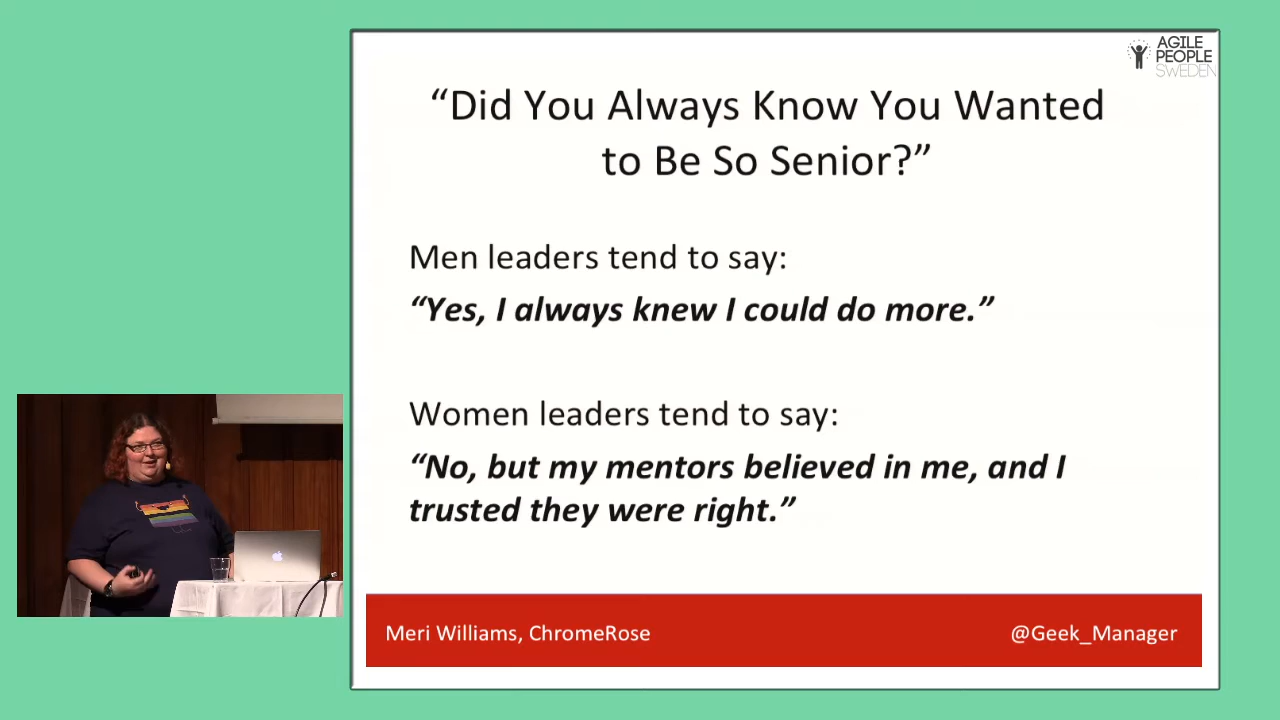 AGILE
PEOPLE
SWEDEN
“Did You Always Know You Wanted
to Be So Senior?”
Men leaders tend to say:
“Yes, I always knew I could do more.”
Women leaders tend to say:
“No, but my mentors believed in me, and I
trusted they were right.”
Meri Williams, ChromeRose
@Geek_Manager